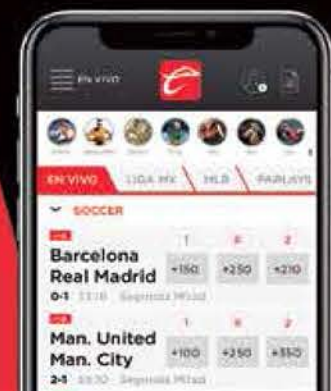 EN VIVO
EN VIVO LIGA MX MLB PARLAYS
SOCCER
1 X 2
Barcelona
Real Madrid
+150 +250 +210
0-1 Segunda Mitad
1 X 2
Man. United
Man. City
+100 +250 +350
2-1 Segunda Mitad